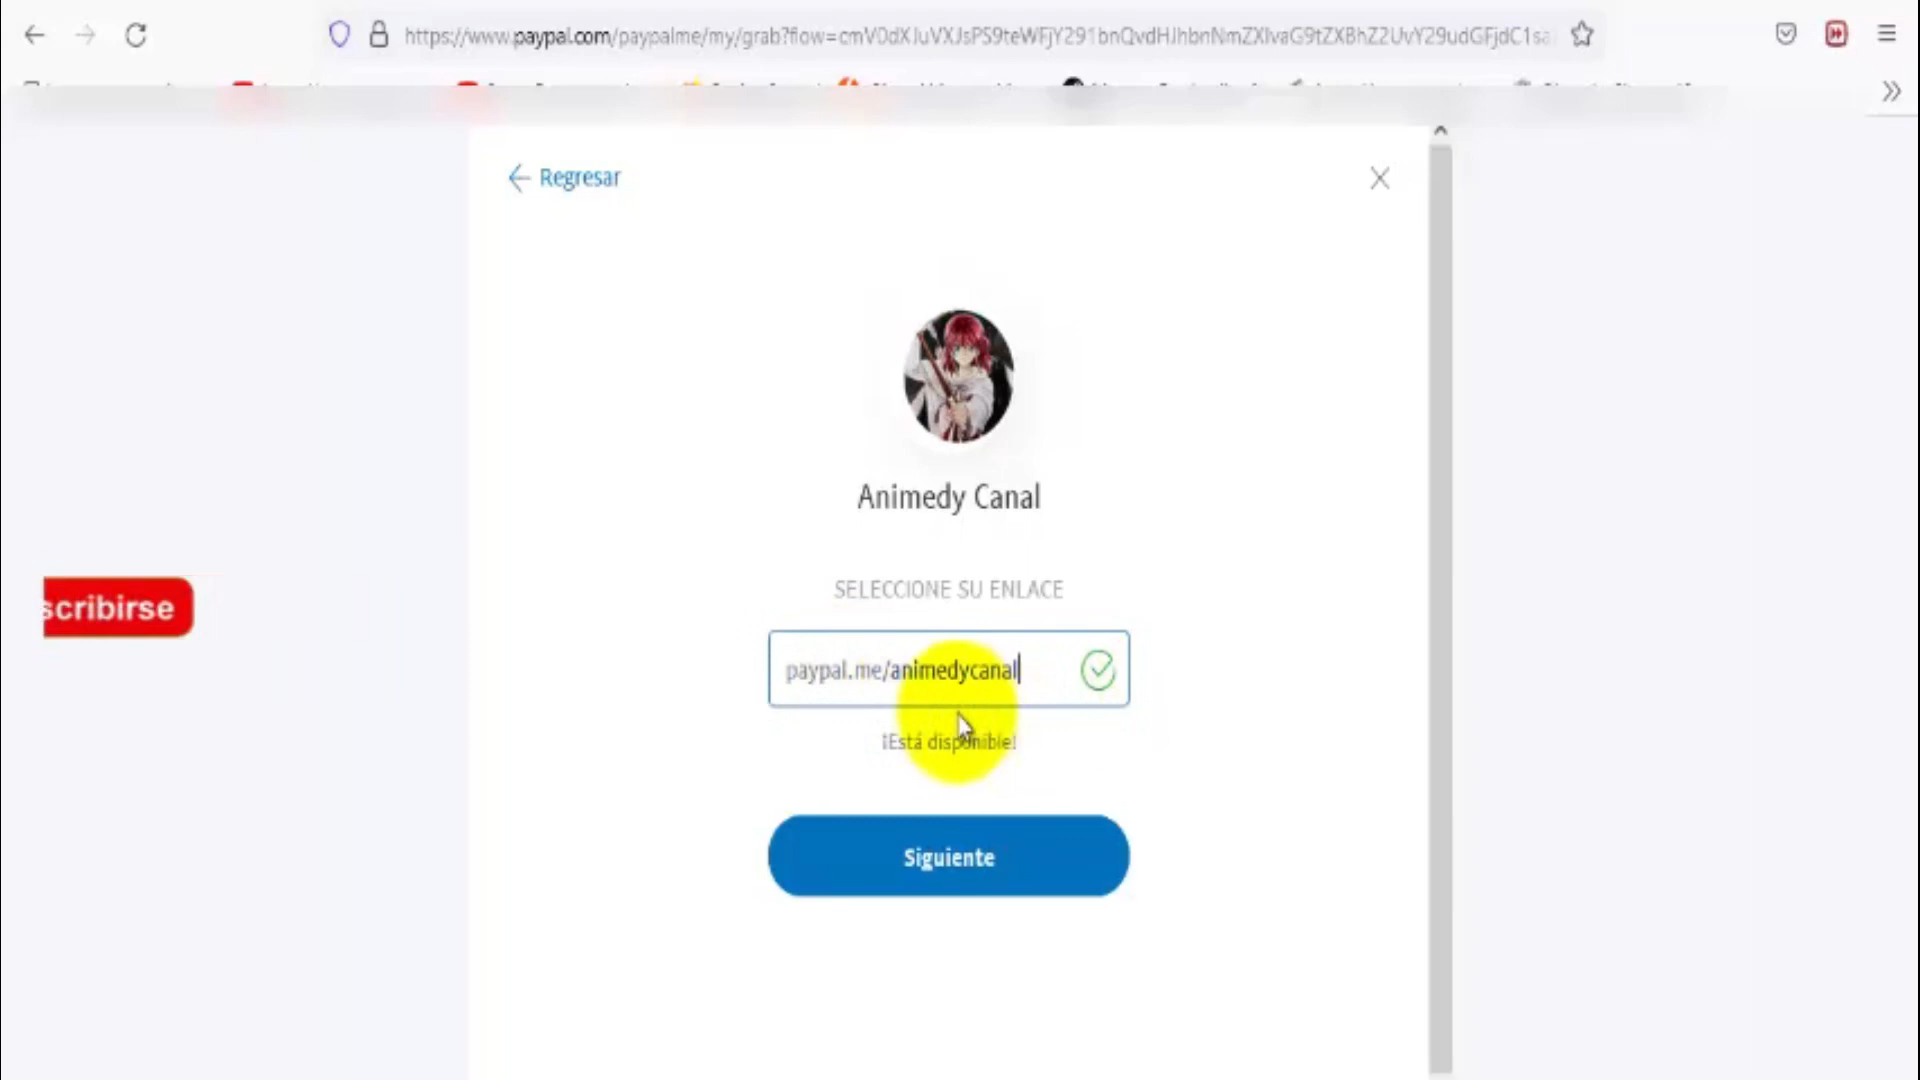 https://www.paypal.com/paypalme/my/grab?flow=
Regresar
Animedy Canal
SELECCIONE SU ENLACE
paypal.me/animedycanal
¡Está disponible!
Siguiente
scribirse